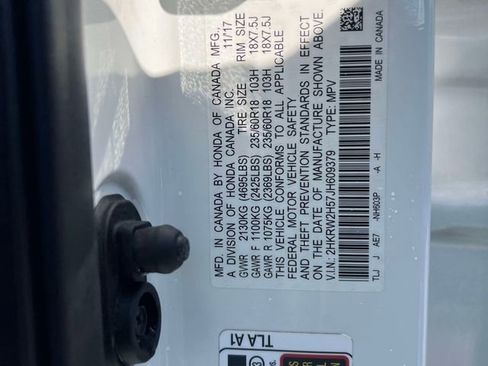 MFD. IN CANADA BY HONDA OF CANADA MFG.,
A DIVISION OF HONDA CANADA INC. 11/17
TIRE SIZE RIM SIZE
GVWR 2130KG (4695LBS)
GAWR F 1100KG (2425LBS) 235/60R18 103H 18X7.5J
GAWR R 1075KG (2369LBS) 235/60R18 103H 18X7.5J
THIS VEHICLE CONFORMS TO ALL APPLICABLE
FEDERAL MOTOR VEHICLE SAFETY
AND THEFT PREVENTION STANDARDS IN EFFECT
ON THE DATE OF MANUFACTURE SHOWN ABOVE.
V.I.N: 2HKRW2H57JH609379 TYPE: MPV
TLJ J AE7 -NH603P -A -H MADE IN CANADA
TLA A1